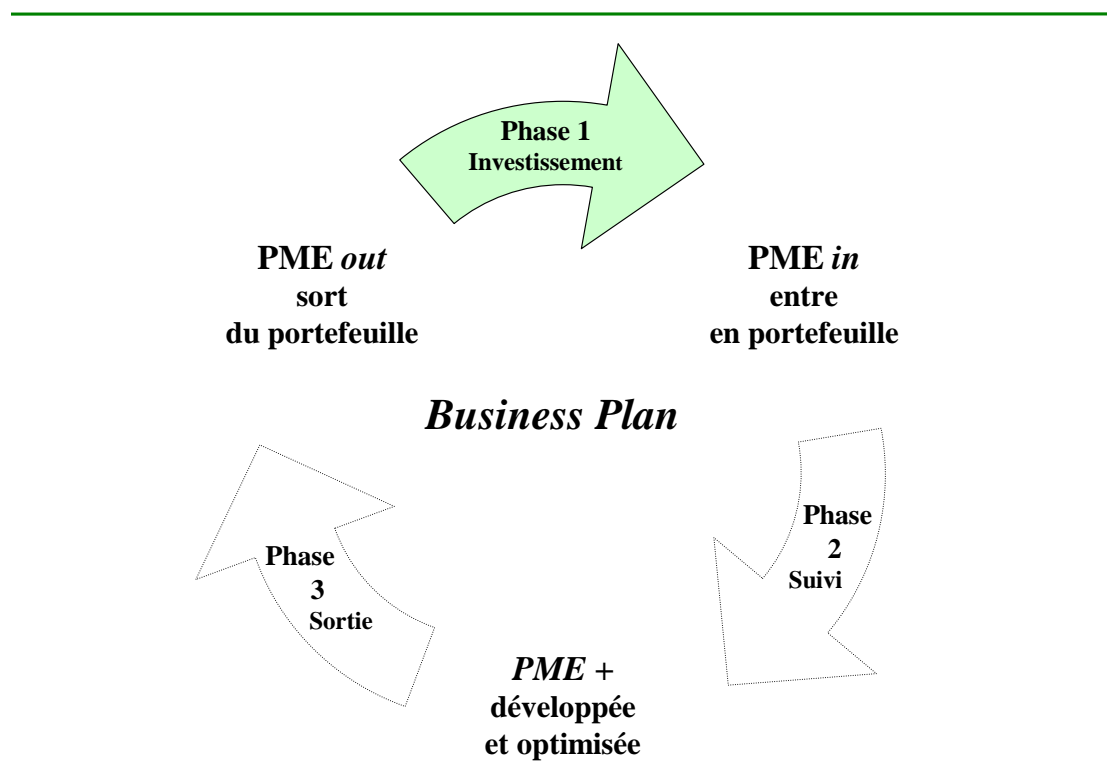 Phase 1
Investissement
PME out
sort
du portefeuille
PME in
entre
en portefeuille
Business Plan
Phase
2
Suivi
Phase
3
Sortie
PME +
développée
et optimisée